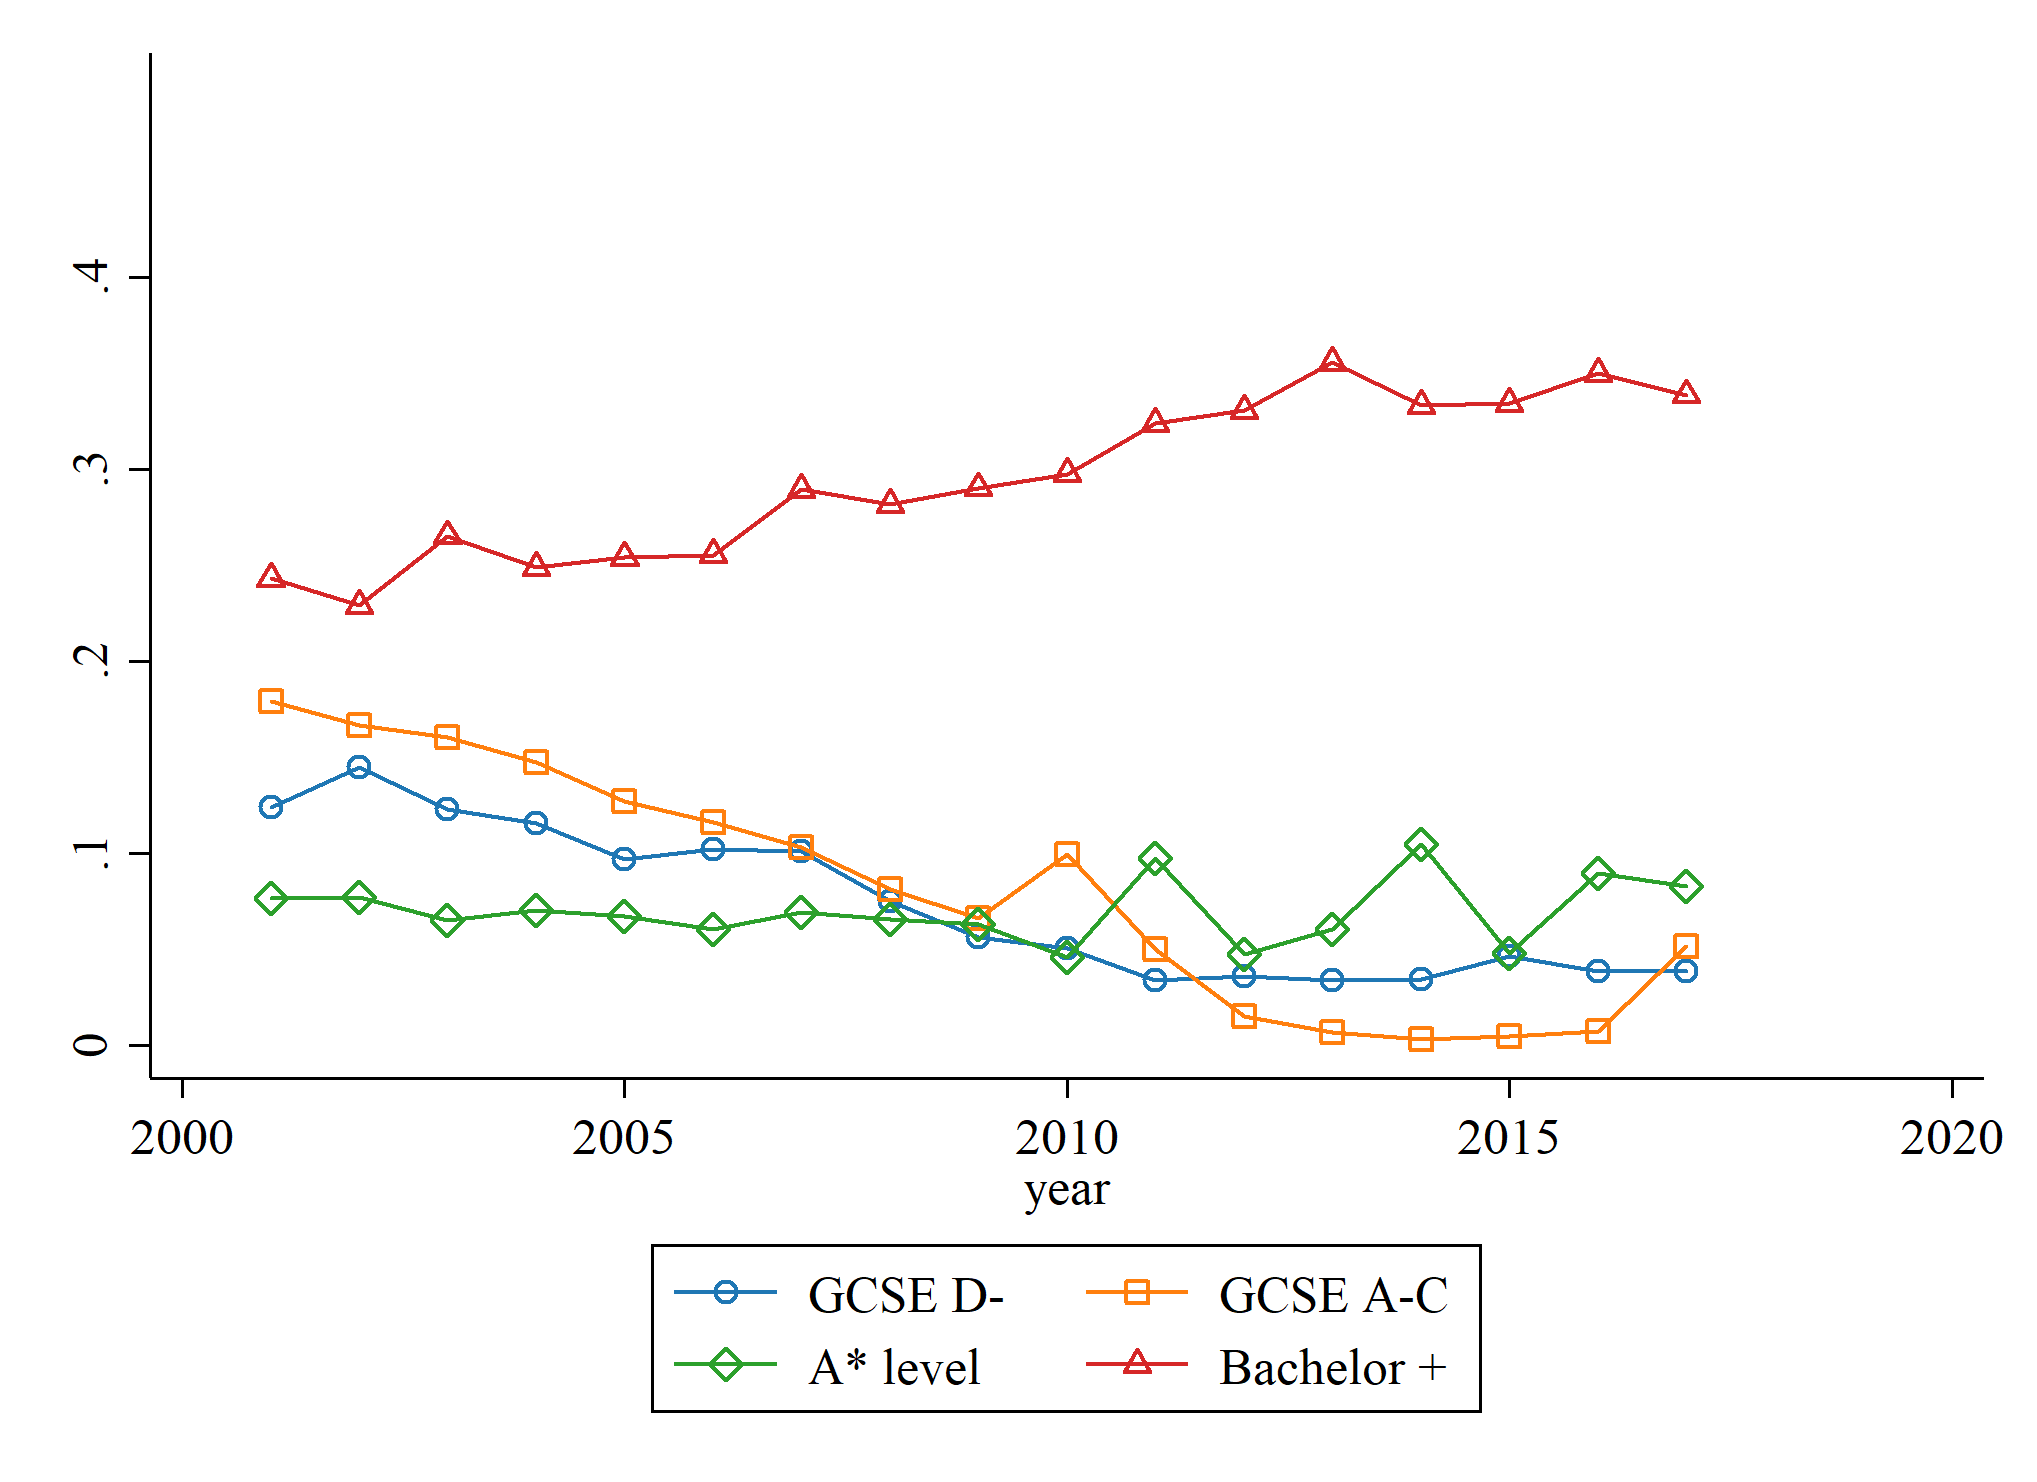 .4
.3
.2
.1
0
2000 2005 2010 2015 2020
year
GCSE D- GCSE A-C
A* level Bachelor +